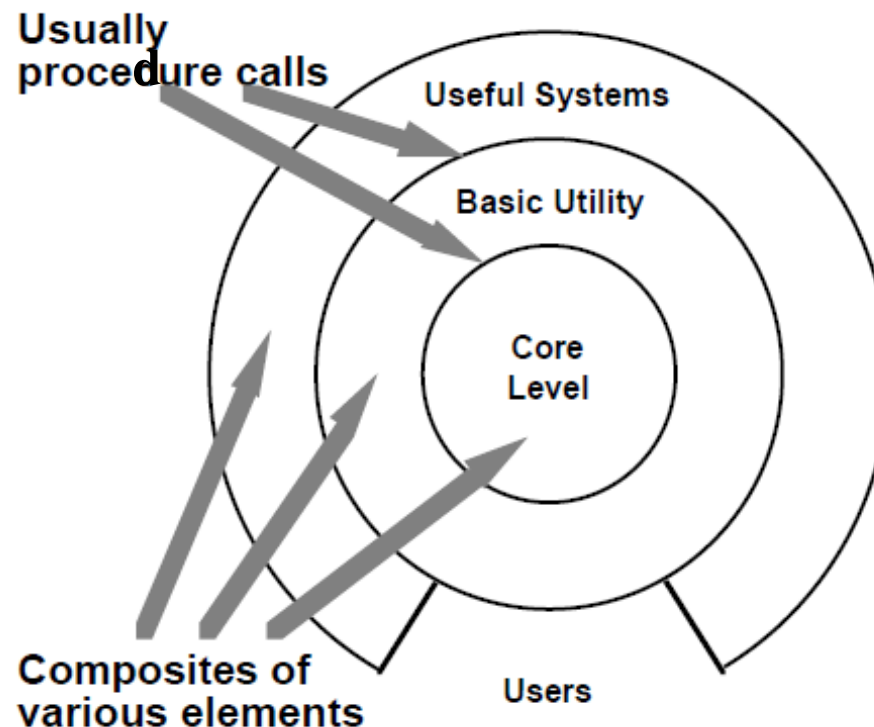 Usually
procedure calls
Useful Systems
Basic Utility
Core
Level
Composites of
various elements
Users